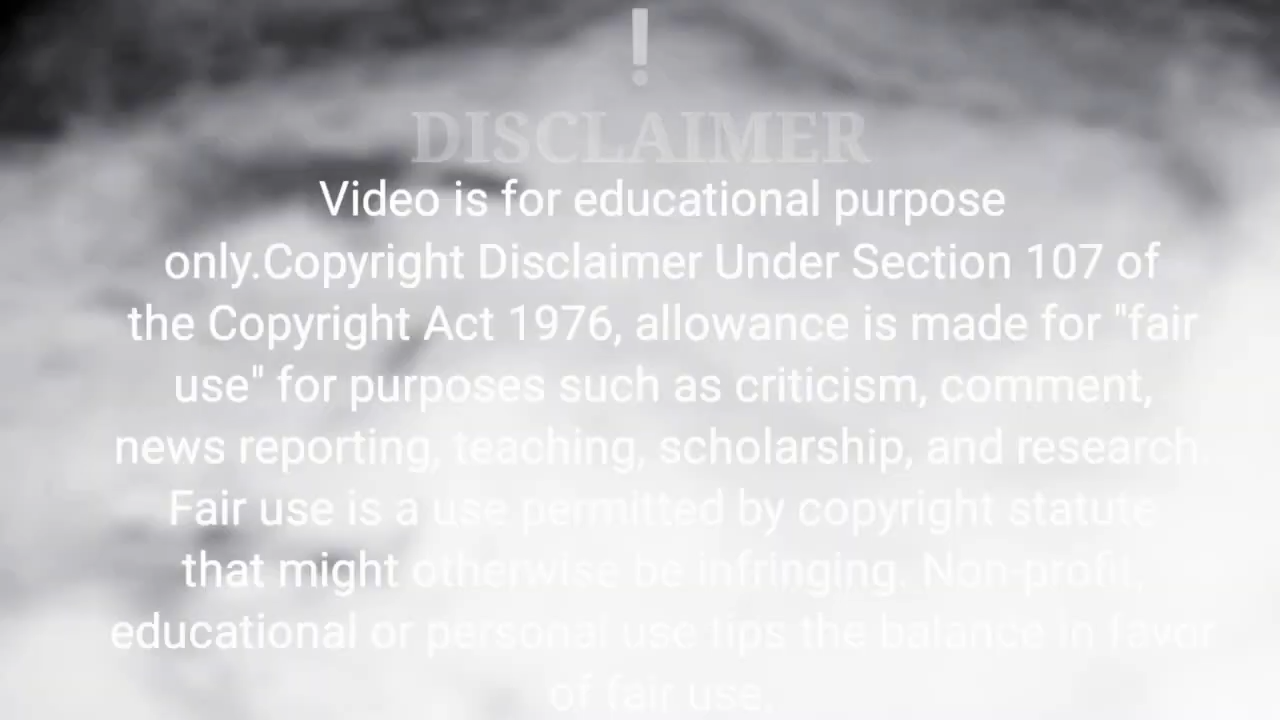 !
DISCLAIMER
Video is for educational purpose
only.Copyright Disclaimer Under Section 107 of
the Copyright Act 1976, allowance is made for "fair
use" for purposes such as criticism, comment,
news reporting, teaching, scholarship, and research.
Fair use is a use permitted by copyright statute
that might otherwise be infringing. Non-profit,
educational or personal use tips the balance in favor
of fair use.